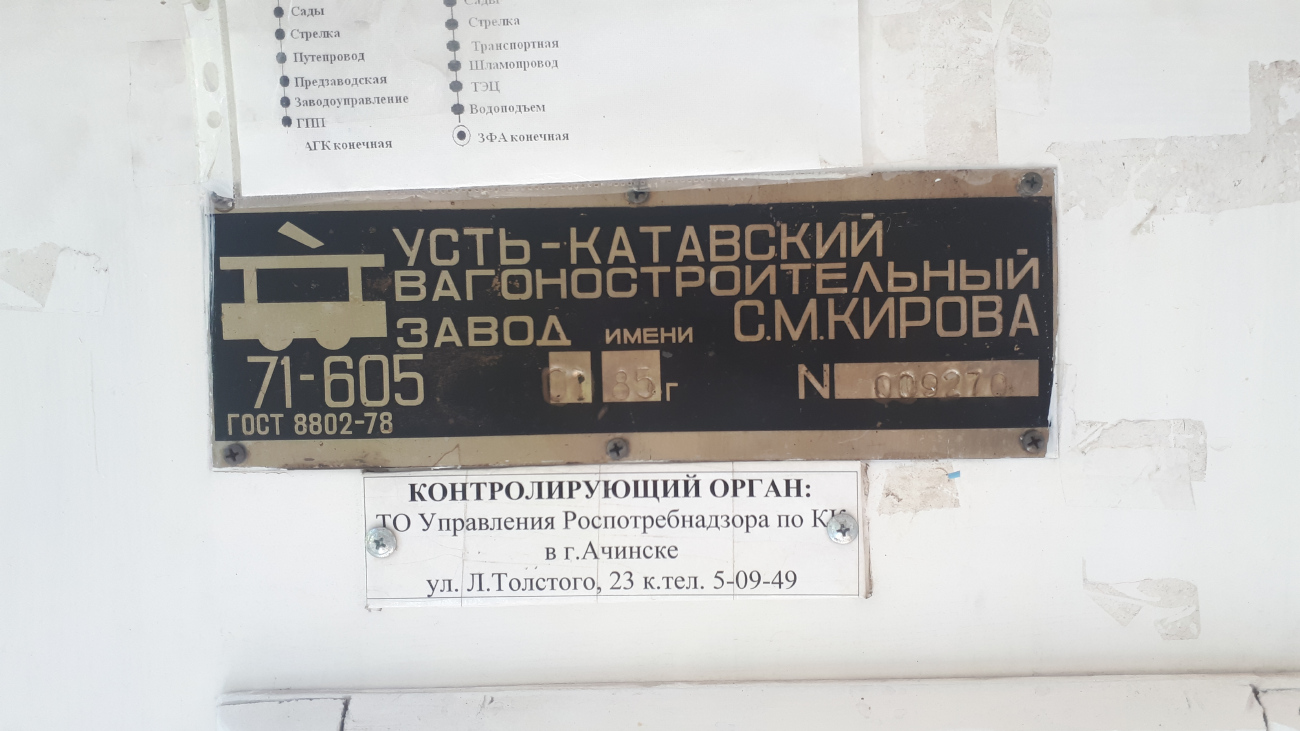 Сады
Стрелка
Путепровод
Предзаводская
Заводоуправление
ГПП
АГК конечная
Сады
Стрелка
Транспортная
Шламопровод
ТЭЦ
Водоподъем
ЗФА конечная
УСТЬ-КАТАВСКИЙ
ВАГОНОСТРОИТЕЛЬНЫЙ
ЗАВОД ИМЕНИ С.М.КИРОВА
71-605 01 85 г N 009270
ГОСТ 8802-78
КОНТРОЛИРУЮЩИЙ ОРГАН:
ТО Управления Роспотребнадзора по КК
в г.Ачинске
ул. Л.Толстого, 23 к.тел. 5-09-49